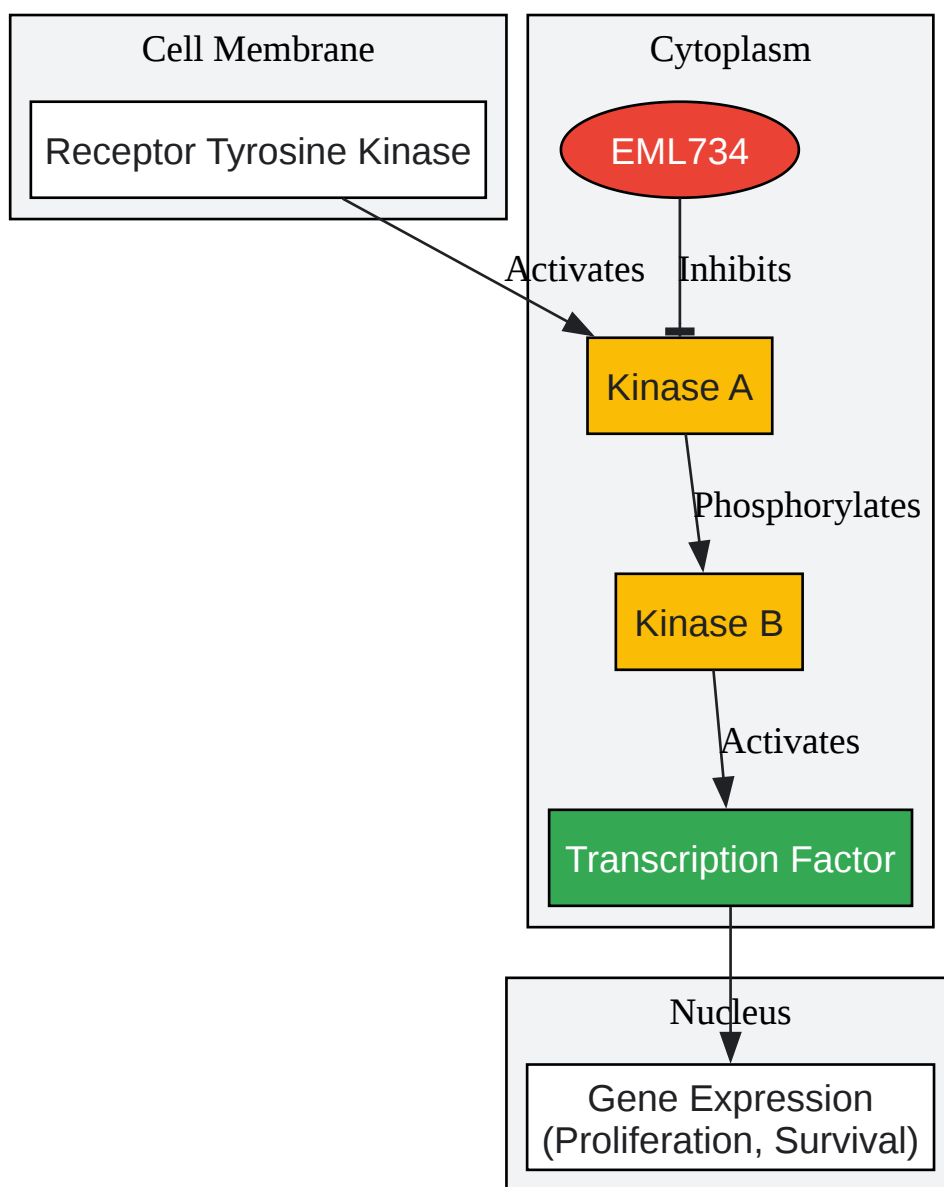 Cell Membrane
Receptor Tyrosine Kinase
Cytoplasm
EML734
Activates
Inhibits
Kinase A
Phosphorylates
Kinase B
Activates
Transcription Factor
Nucleus
Gene Expression
(Proliferation, Survival)